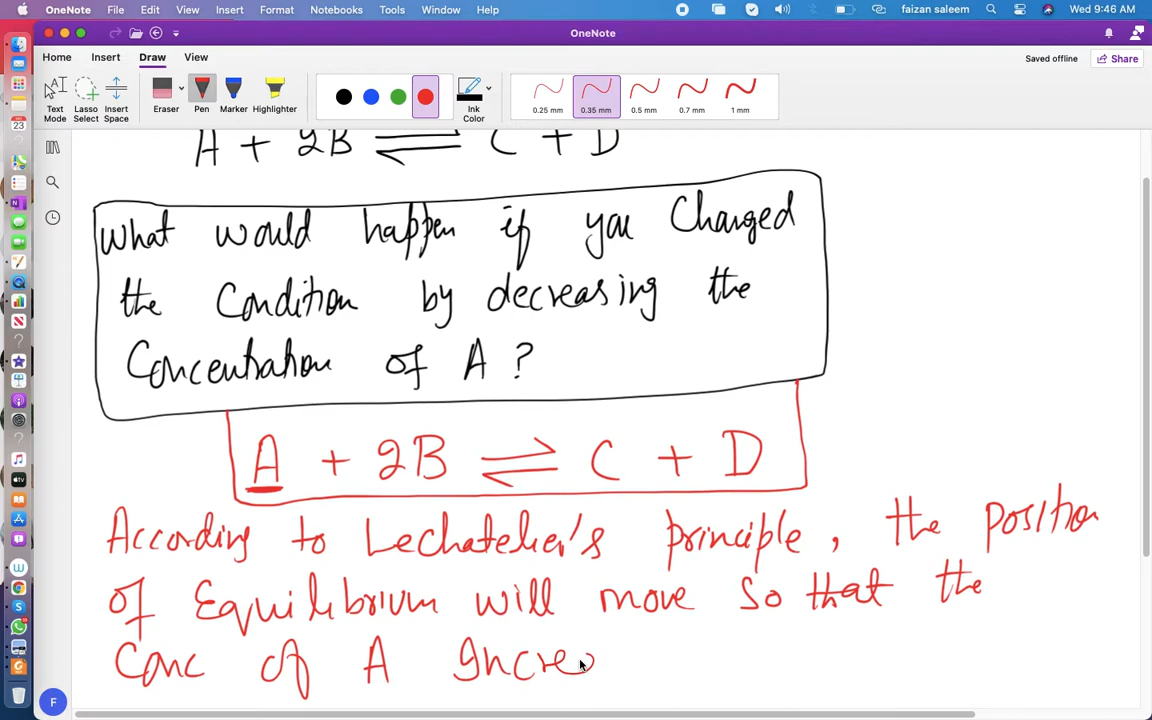 OneNote File Edit View Insert Format Notebooks Tools Window Help faizan saleem Wed 9:46 AM
OneNote
Home Insert Draw View Saved offline Share
Text Mode Lasso Select Insert Space Eraser Pen Marker Highlighter Ink Color 0.25 mm 0.35 mm 0.5 mm 0.7 mm 1 mm
A + 2B ⇌ C + D
What would happen if you Changed
the Condition by decreasing the
Concentration of A ?
A + 2B ⇌ C + D
According to Lechatelier's principle, the position
of Equilibrium will move so that the
Conc of A Incre
F